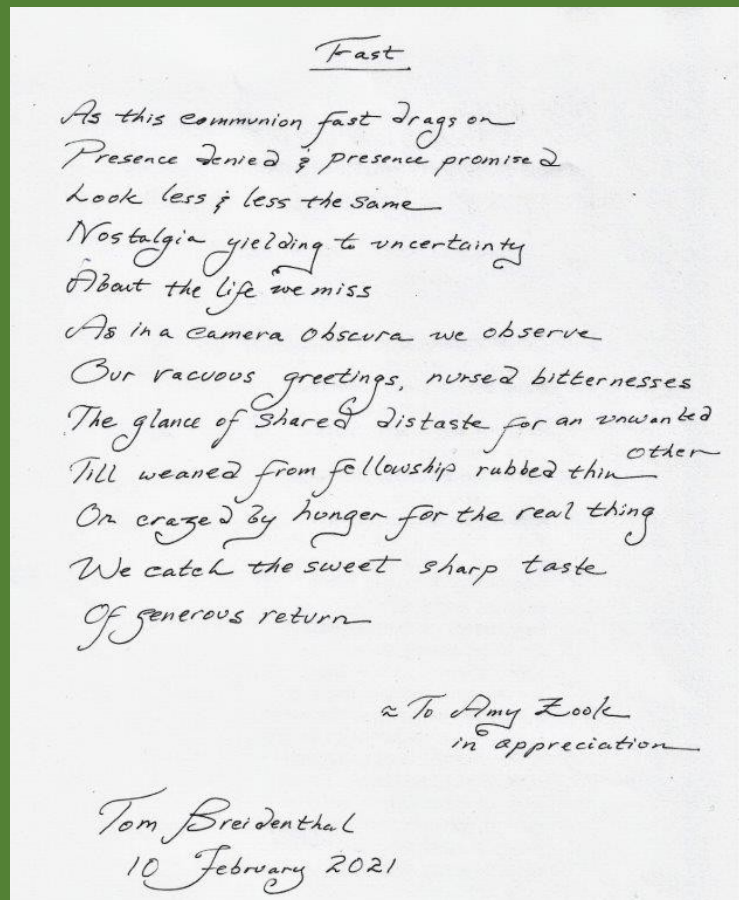 Fast
As this communion fast drags on
Presence denied & presence promised
Look less & less the same
Nostalgia yielding to uncertainty
About the life we miss
As in a camera obscura we observe
Our vacuous greetings, nursed bitternesses
The glance of shared distaste for an unwanted
other
Till weaned from fellowship rubbed thin
Or crazed by hunger for the real thing
We catch the sweet sharp taste
Of generous return
~ To Amy Zook
in appreciation
Tom Breidenthal
10 February 2021